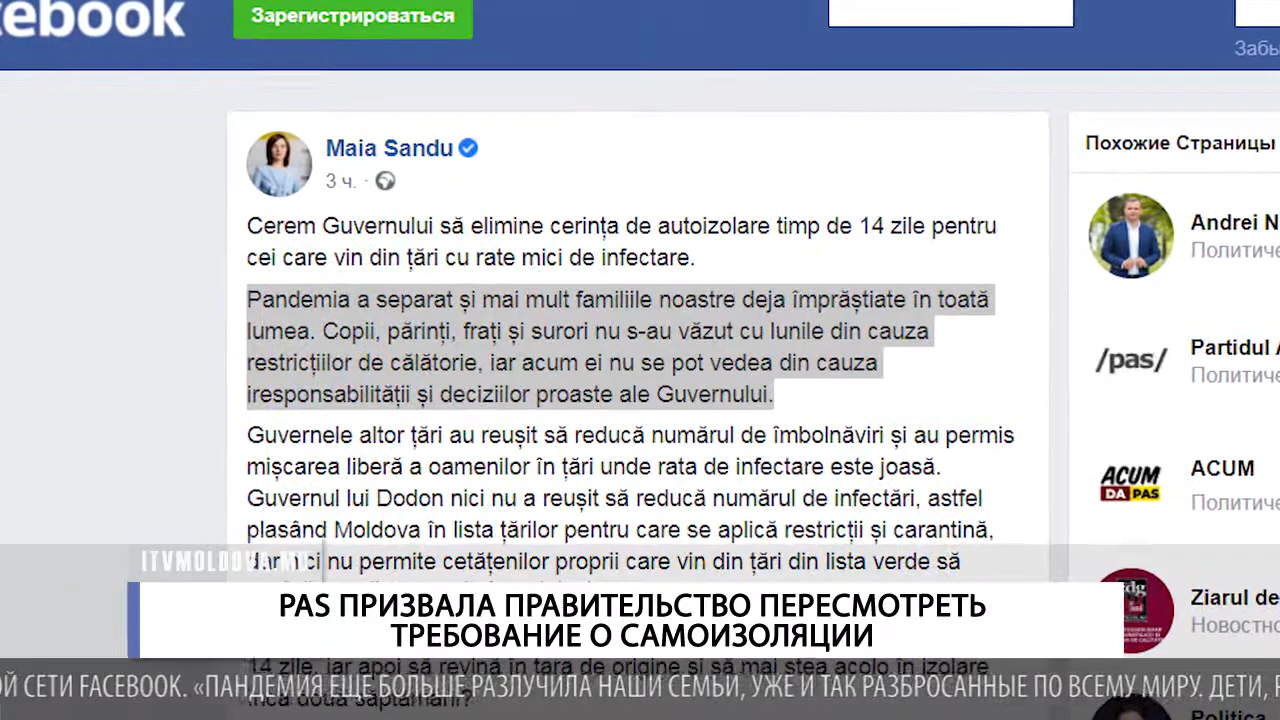 cebook
Зарегистрироваться
Забы
Maia Sandu
3 ч. ·
Cerem Guvernului să elimine cerința de autoizolare timp de 14 zile pentru
cei care vin din țări cu rate mici de infectare.
Pandemia a separat și mai mult familiile noastre deja împrăștiate în toată
lumea. Copii, părinți, frați și surori nu s-au văzut cu lunile din cauza
restricțiilor de călătorie, iar acum ei nu se pot vedea din cauza
iresponsabilității și deciziilor proaste ale Guvernului.
Guvernele altor țări au reușit să reducă numărul de îmbolnăviri și au permis
mișcarea liberă a oamenilor în țări unde rata de infectare este joasă.
Guvernul lui Dodon nici nu a reușit să reducă numărul de infectări, astfel
plasând Moldova în lista țărilor pentru care se aplică restricții și carantină,
nu permite cetățenilor proprii care vin din țări din lista verde să
14 zile, iar apoi să revină în țara de origine și să mai stea acolo în izolare
încă două săptămâni?
Похожие Страницы
Andrei N
Политиче
/pas/
Partidul A
Политиче
ACUM
DA PAS
ACUM
Политиче
zdg
Ziarul de
Новостно
Politica
ITVMOLDOVA.MD
PAS ПРИЗВАЛА ПРАВИТЕЛЬСТВО ПЕРЕСМОТРЕТЬ
ТРЕБОВАНИЕ О САМОИЗОЛЯЦИИ
ОЙ СЕТИ FACEBOOK. «ПАНДЕМИЯ ЕЩЕ БОЛЬШЕ РАЗЛУЧИЛА НАШИ СЕМЬИ, УЖЕ И ТАК РАЗБРОСАННЫЕ ПО ВСЕМУ МИРУ. ДЕТИ, Р